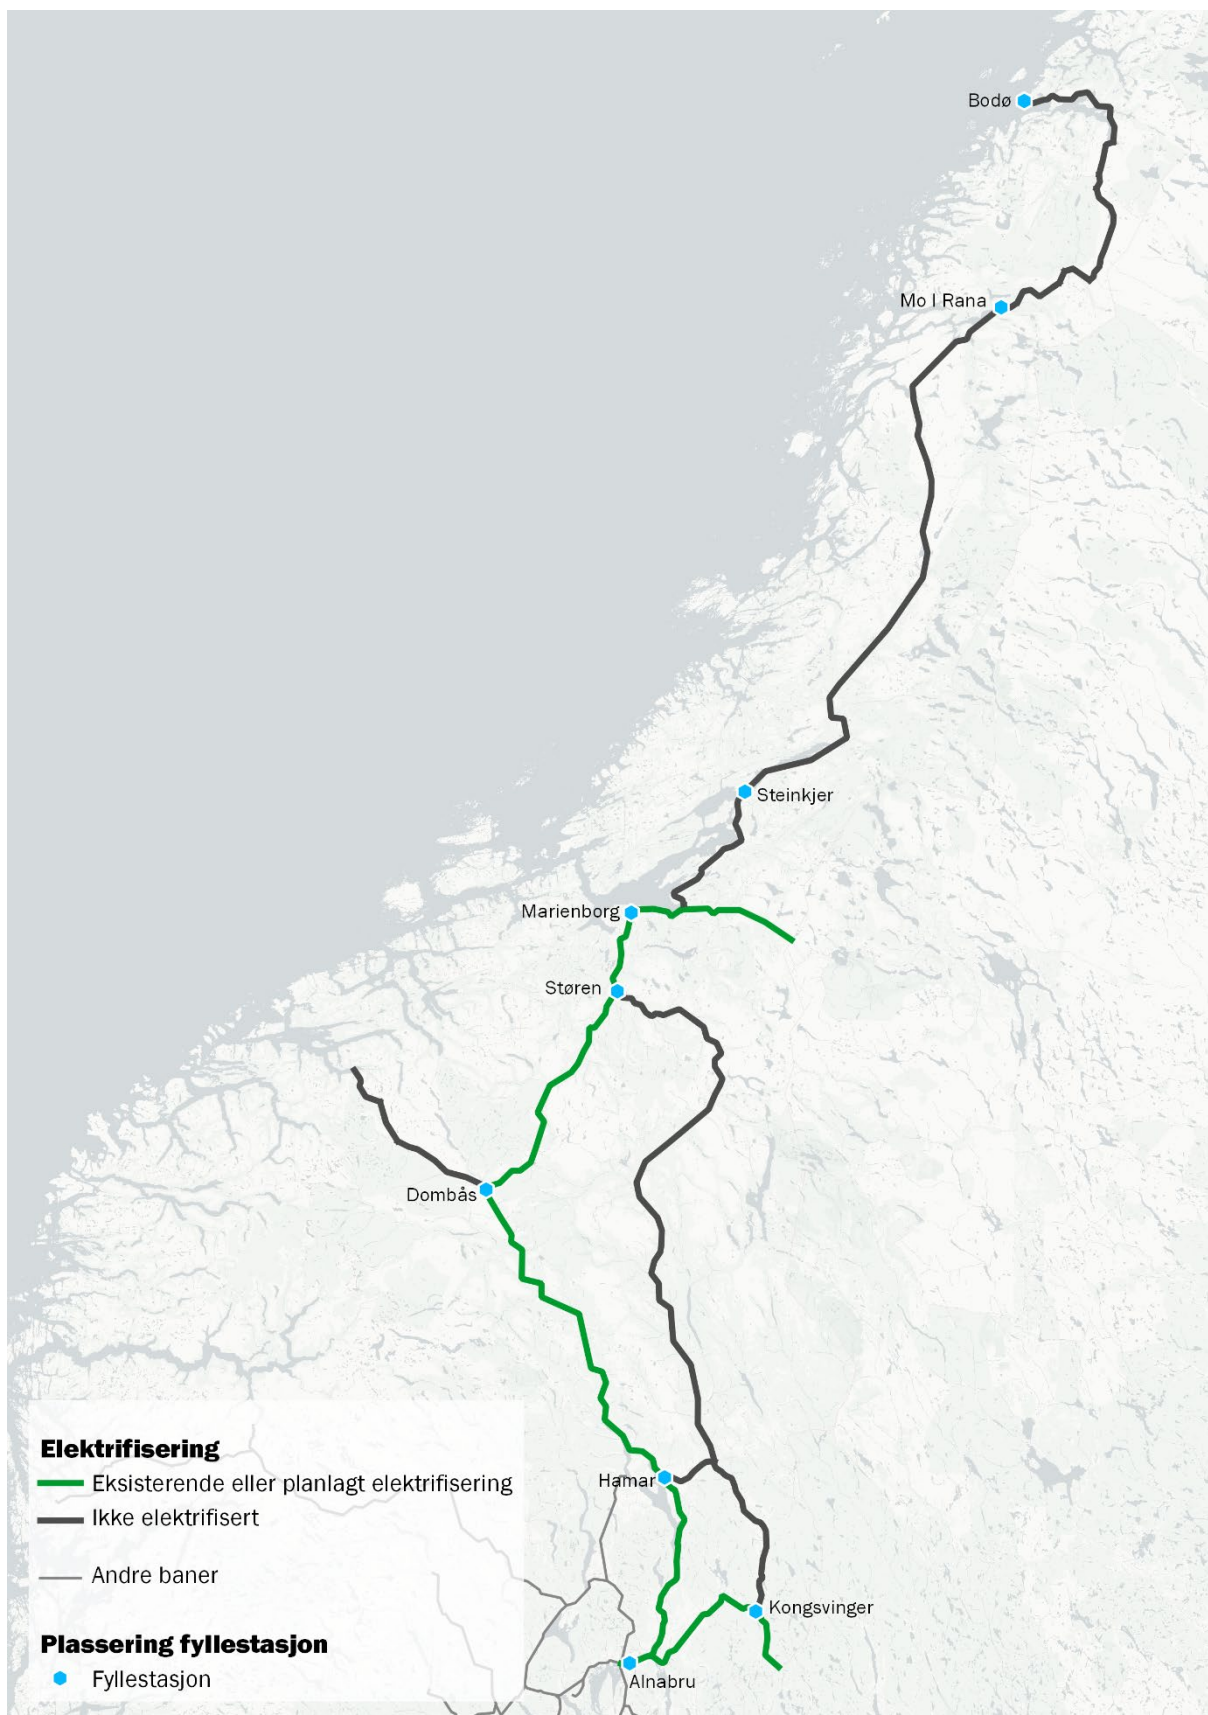 Bodø
Mo I Rana
Steinkjer
Marienborg
Støren
Dombås
Hamar
Kongsvinger
Alnabru
Elektrifisering
Eksisterende eller planlagt elektrifisering
Ikke elektrifisert
Andre baner
Plassering fyllestasjon
Fyllestasjon